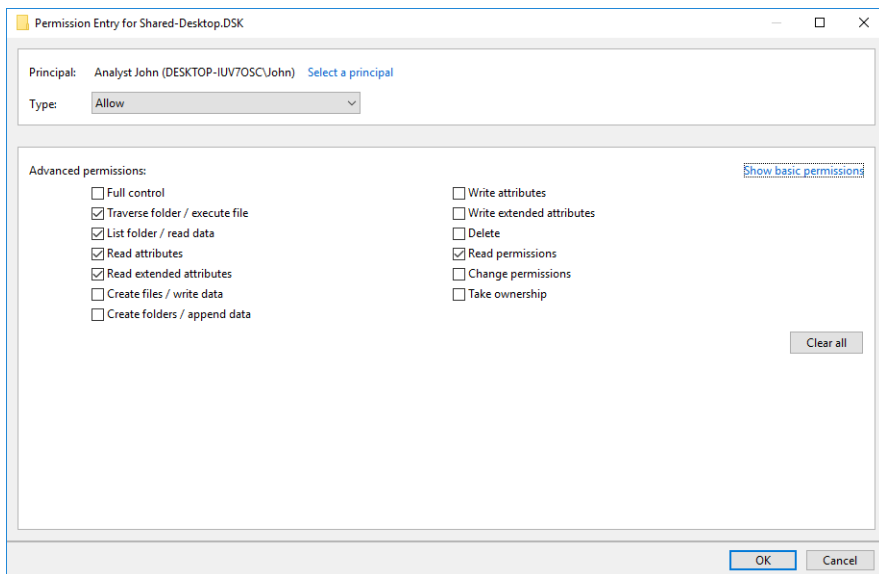 Permission Entry for Shared-Desktop.DSK
Principal: Analyst John (DESKTOP-IUV7OSC\John) Select a principal
Type: Allow
Advanced permissions: Show basic permissions
Full control Write attributes
Traverse folder / execute file Write extended attributes
List folder / read data Delete
Read attributes Read permissions
Read extended attributes Change permissions
Create files / write data Take ownership
Create folders / append data
Clear all
OK Cancel